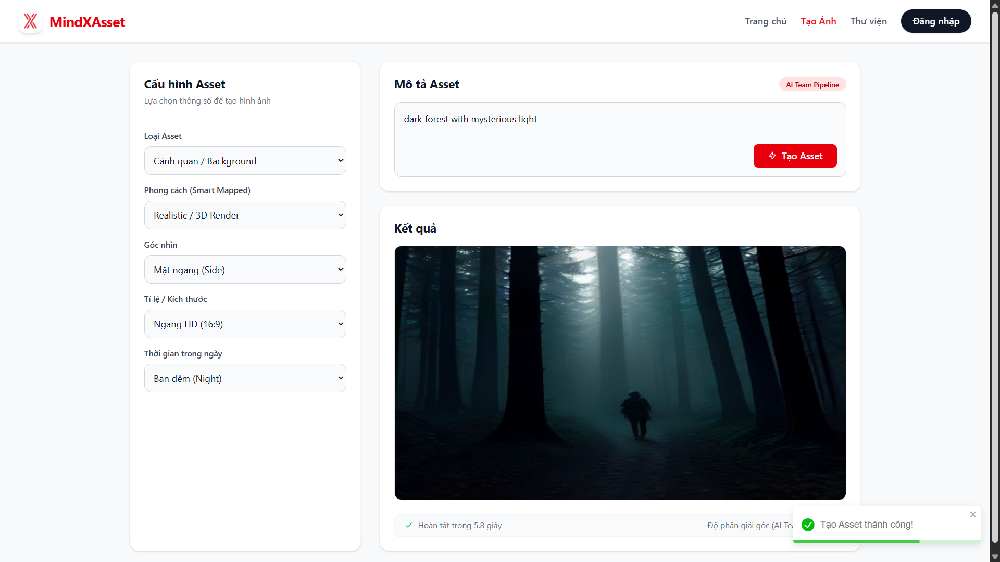 MindXAsset
Trang chủ
Tạo Ảnh
Thư viện
Đăng nhập
Cấu hình Asset
Lựa chọn thông số để tạo hình ảnh
Loại Asset
Cảnh quan / Background
Phong cách (Smart Mapped)
Realistic / 3D Render
Góc nhìn
Mặt ngang (Side)
Tỉ lệ / Kích thước
Ngang HD (16:9)
Thời gian trong ngày
Ban đêm (Night)
Mô tả Asset
AI Team Pipeline
dark forest with mysterious light
Tạo Asset
Kết quả
Hoàn tất trong 5.8 giây
Độ phân giải gốc (AI
Tạo Asset thành công!